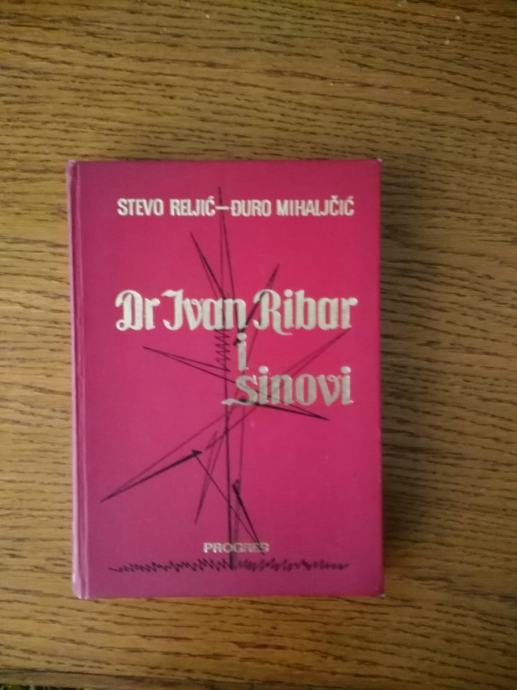 STEVO RELJIĆ—ĐURO MIHALJČIĆ
Dr Ivan Ribar
i
sinovi
PROGRES